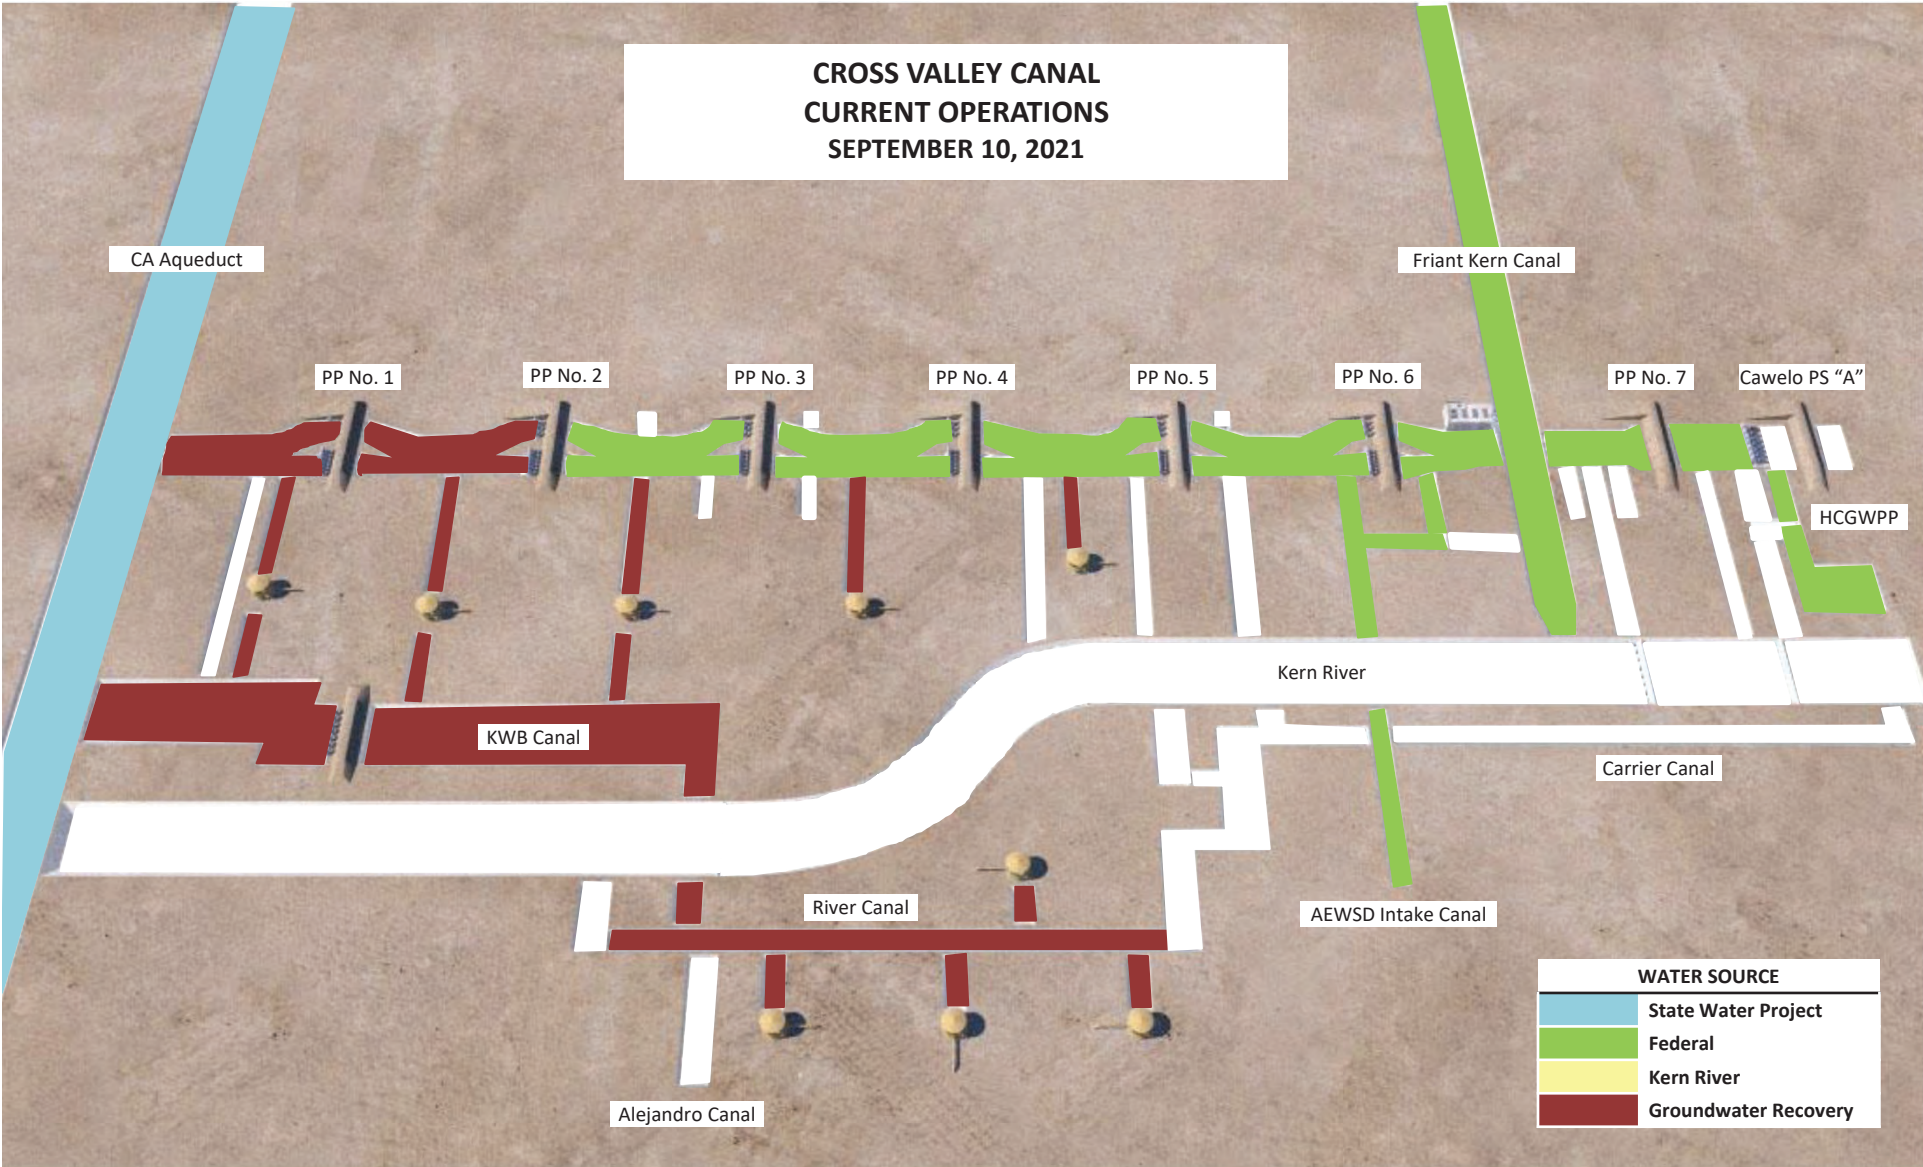 CROSS VALLEY CANAL
CURRENT OPERATIONS
SEPTEMBER 10, 2021
CA Aqueduct
Friant Kern Canal
PP No. 1
PP No. 2
PP No. 3
PP No. 4
PP No. 5
PP No. 6
PP No. 7
Cawelo PS “A”
HCGWPP
Kern River
KWB Canal
Carrier Canal
River Canal
AEWSD Intake Canal
Alejandro Canal
WATER SOURCE
State Water Project
Federal
Kern River
Groundwater Recovery